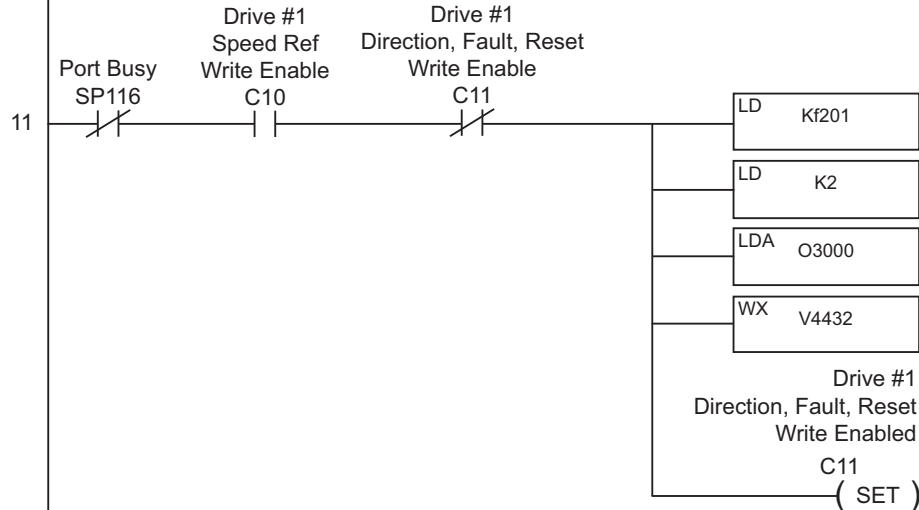 Drive #1
Speed Ref
Write Enable
C10
Drive #1
Direction, Fault, Reset
Write Enable
C11
Port Busy
SP116
11
LD Kf201
LD K2
LDA O3000
WX V4432
Drive #1
Direction, Fault, Reset
Write Enabled
C11
( SET )